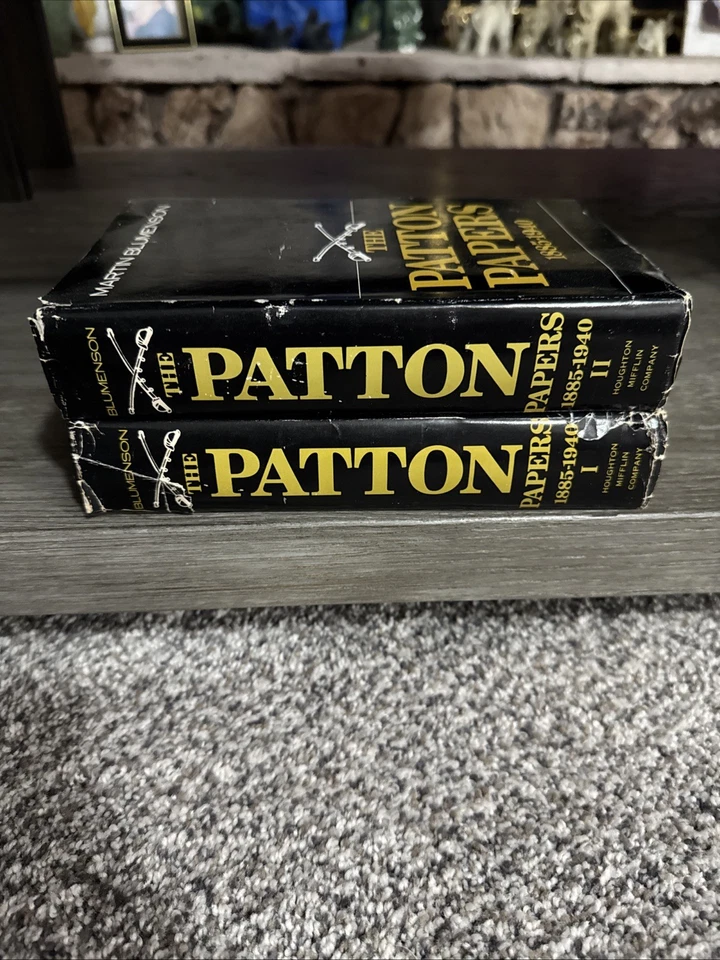 MARTIN BLUMENSON
THE
PATTON
PAPERS
1885-1940
BLUMENSON
THE
PATTON
PAPERS
1885-1940
II
HOUGHTON
MIFFLIN
COMPANY
BLUMENSON
THE
PATTON
PAPERS
1885-1940
I
HOUGHTON
MIFFLIN
COMPANY